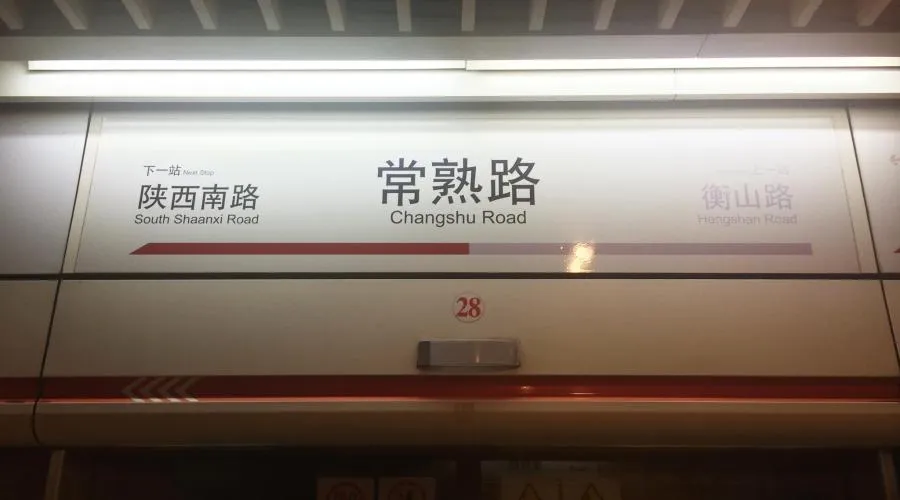 下一站 Next Stop
陕西南路
South Shaanxi Road
常熟路
Changshu Road
衡山路
Hengshan Road
28